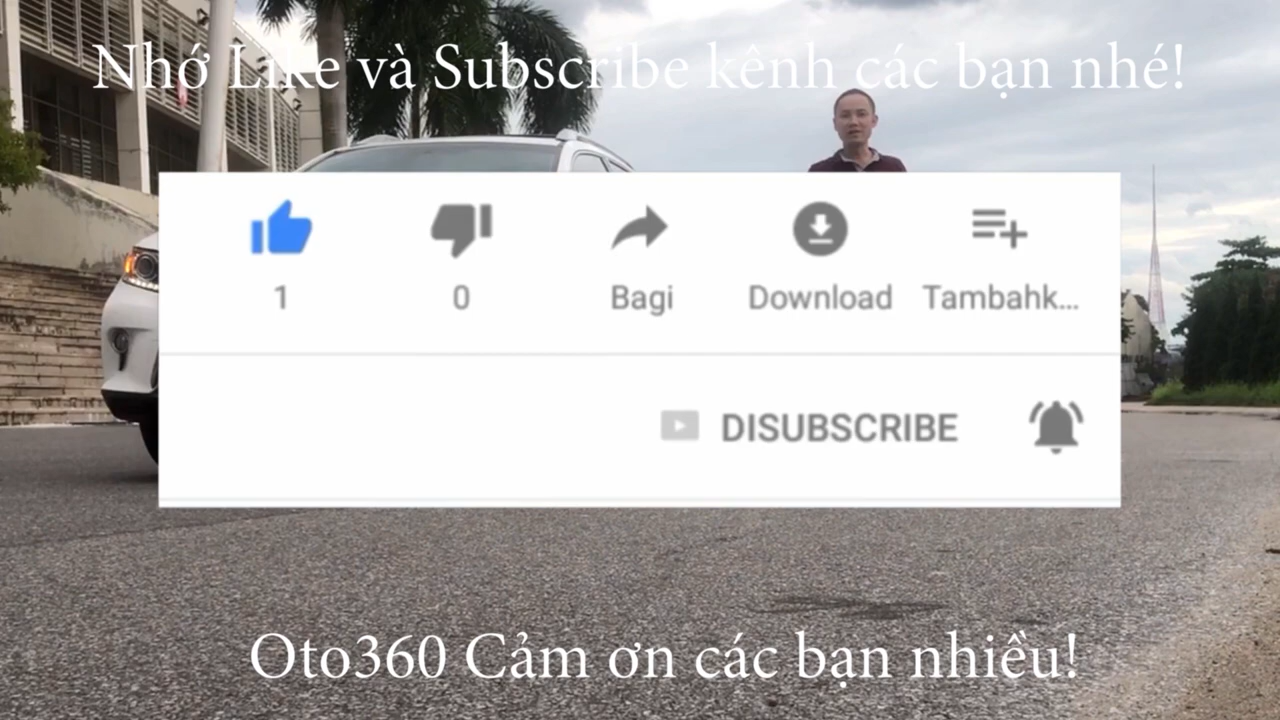 Nhớ Like và Subscribe kênh các bạn nhé!
1 0 Bagi Download Tambahk...
DISUBSCRIBE
Oto360 Cảm ơn các bạn nhiều!